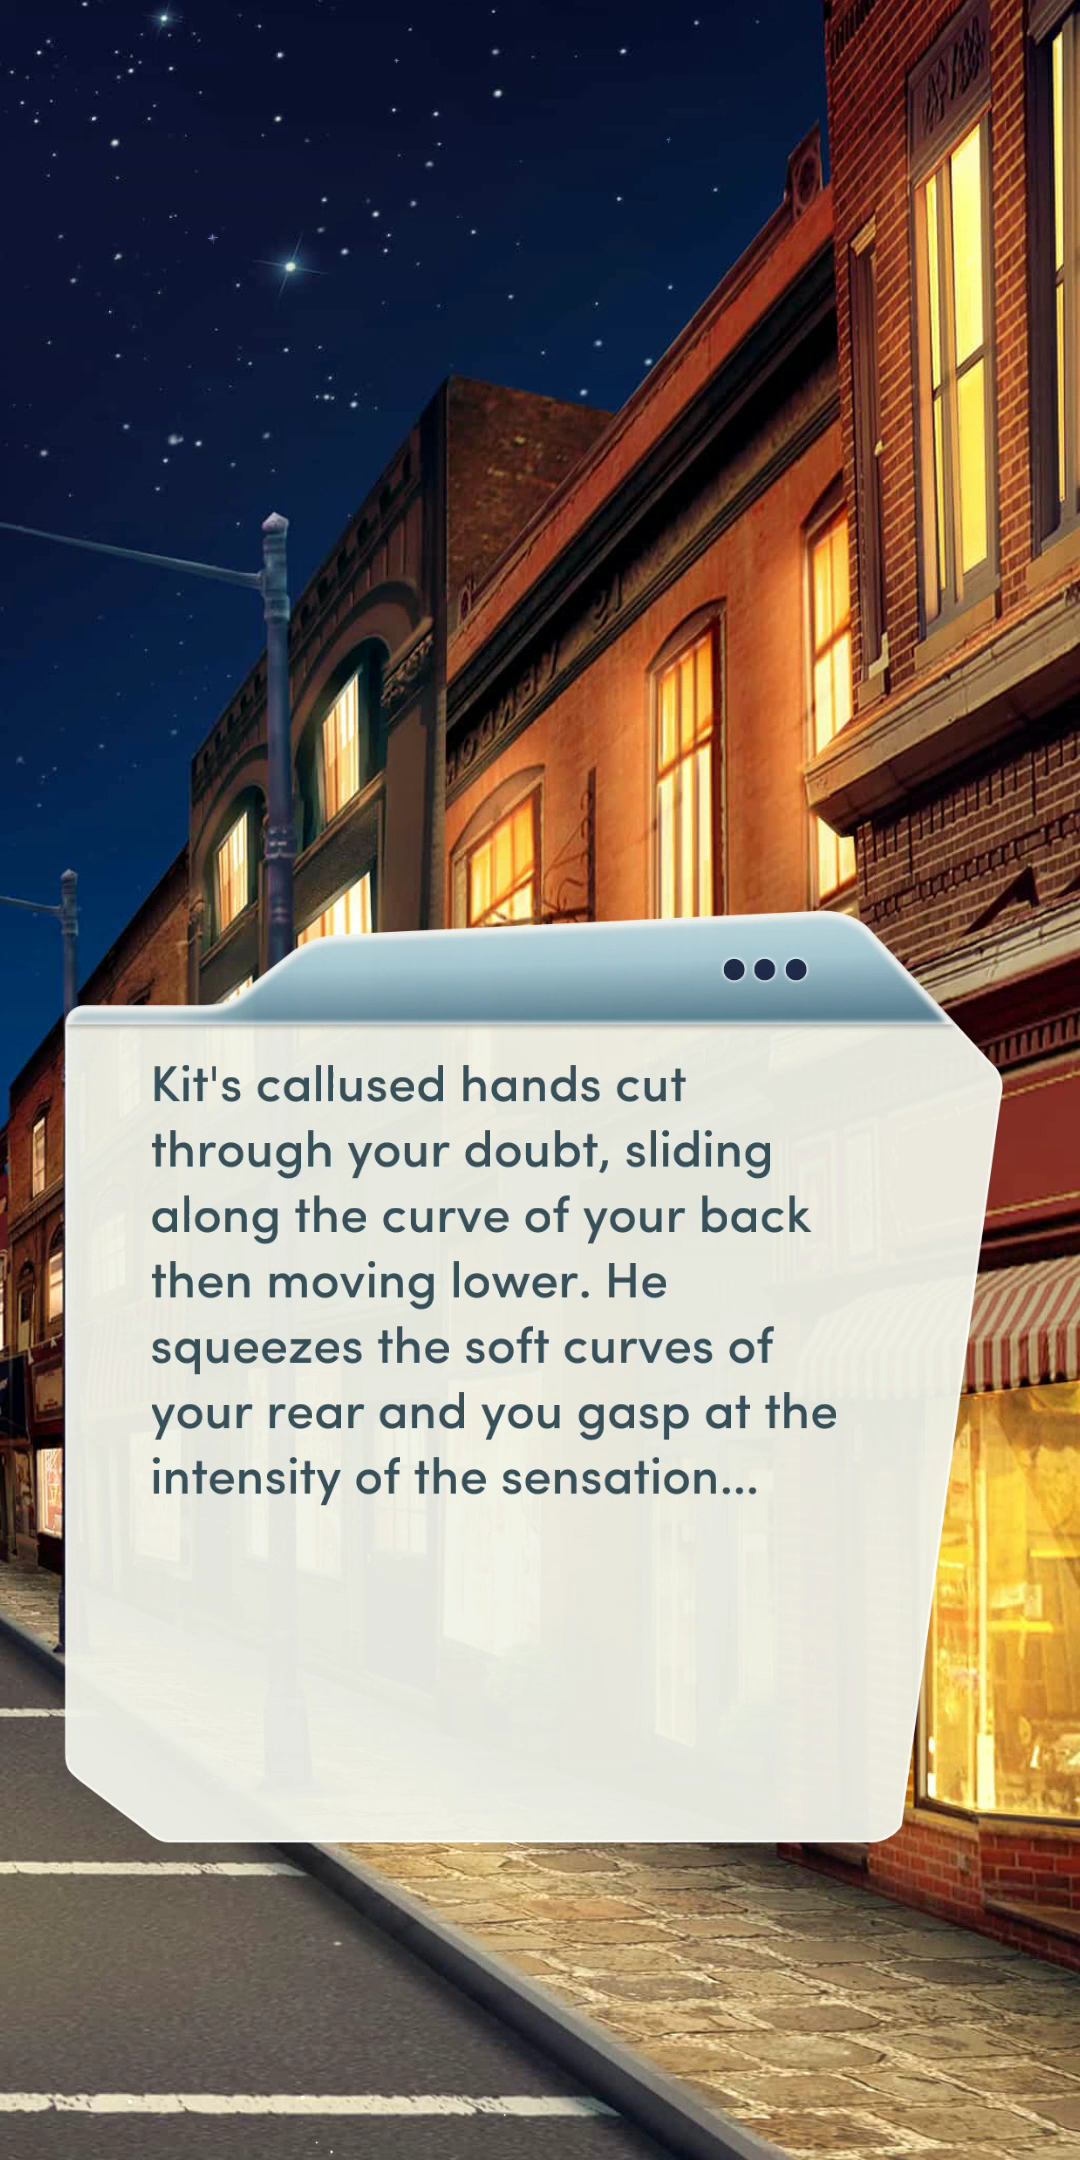 Kit's callused hands cut
through your doubt, sliding
along the curve of your back
then moving lower. He
squeezes the soft curves of
your rear and you gasp at the
intensity of the sensation...